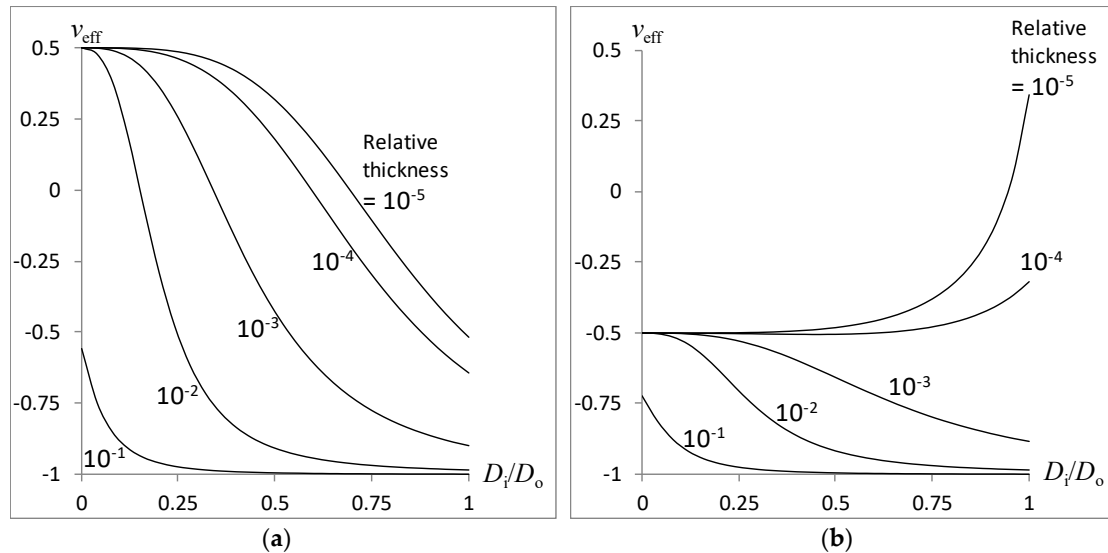 v_eff
0.5
0.25
0
-0.25
-0.5
-0.75
-1
Relative
thickness
= 10^-5
10^-4
10^-3
10^-2
10^-1
D_i/D_o
0 0.25 0.5 0.75 1
(a)
v_eff
0.5
0.25
0
-0.25
-0.5
-0.75
-1
Relative
thickness
= 10^-5
10^-4
10^-3
10^-2
10^-1
D_i/D_o
0 0.25 0.5 0.75 1
(b)